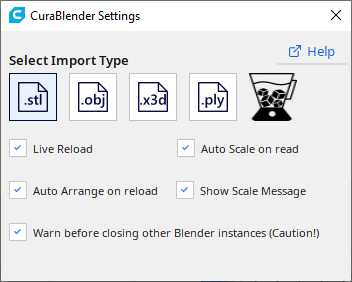 CuraBlender Settings
Help
Select Import Type
.stl .obj .x3d .ply
Live Reload Auto Scale on read
Auto Arrange on reload Show Scale Message
Warn before closing other Blender instances (Caution!)